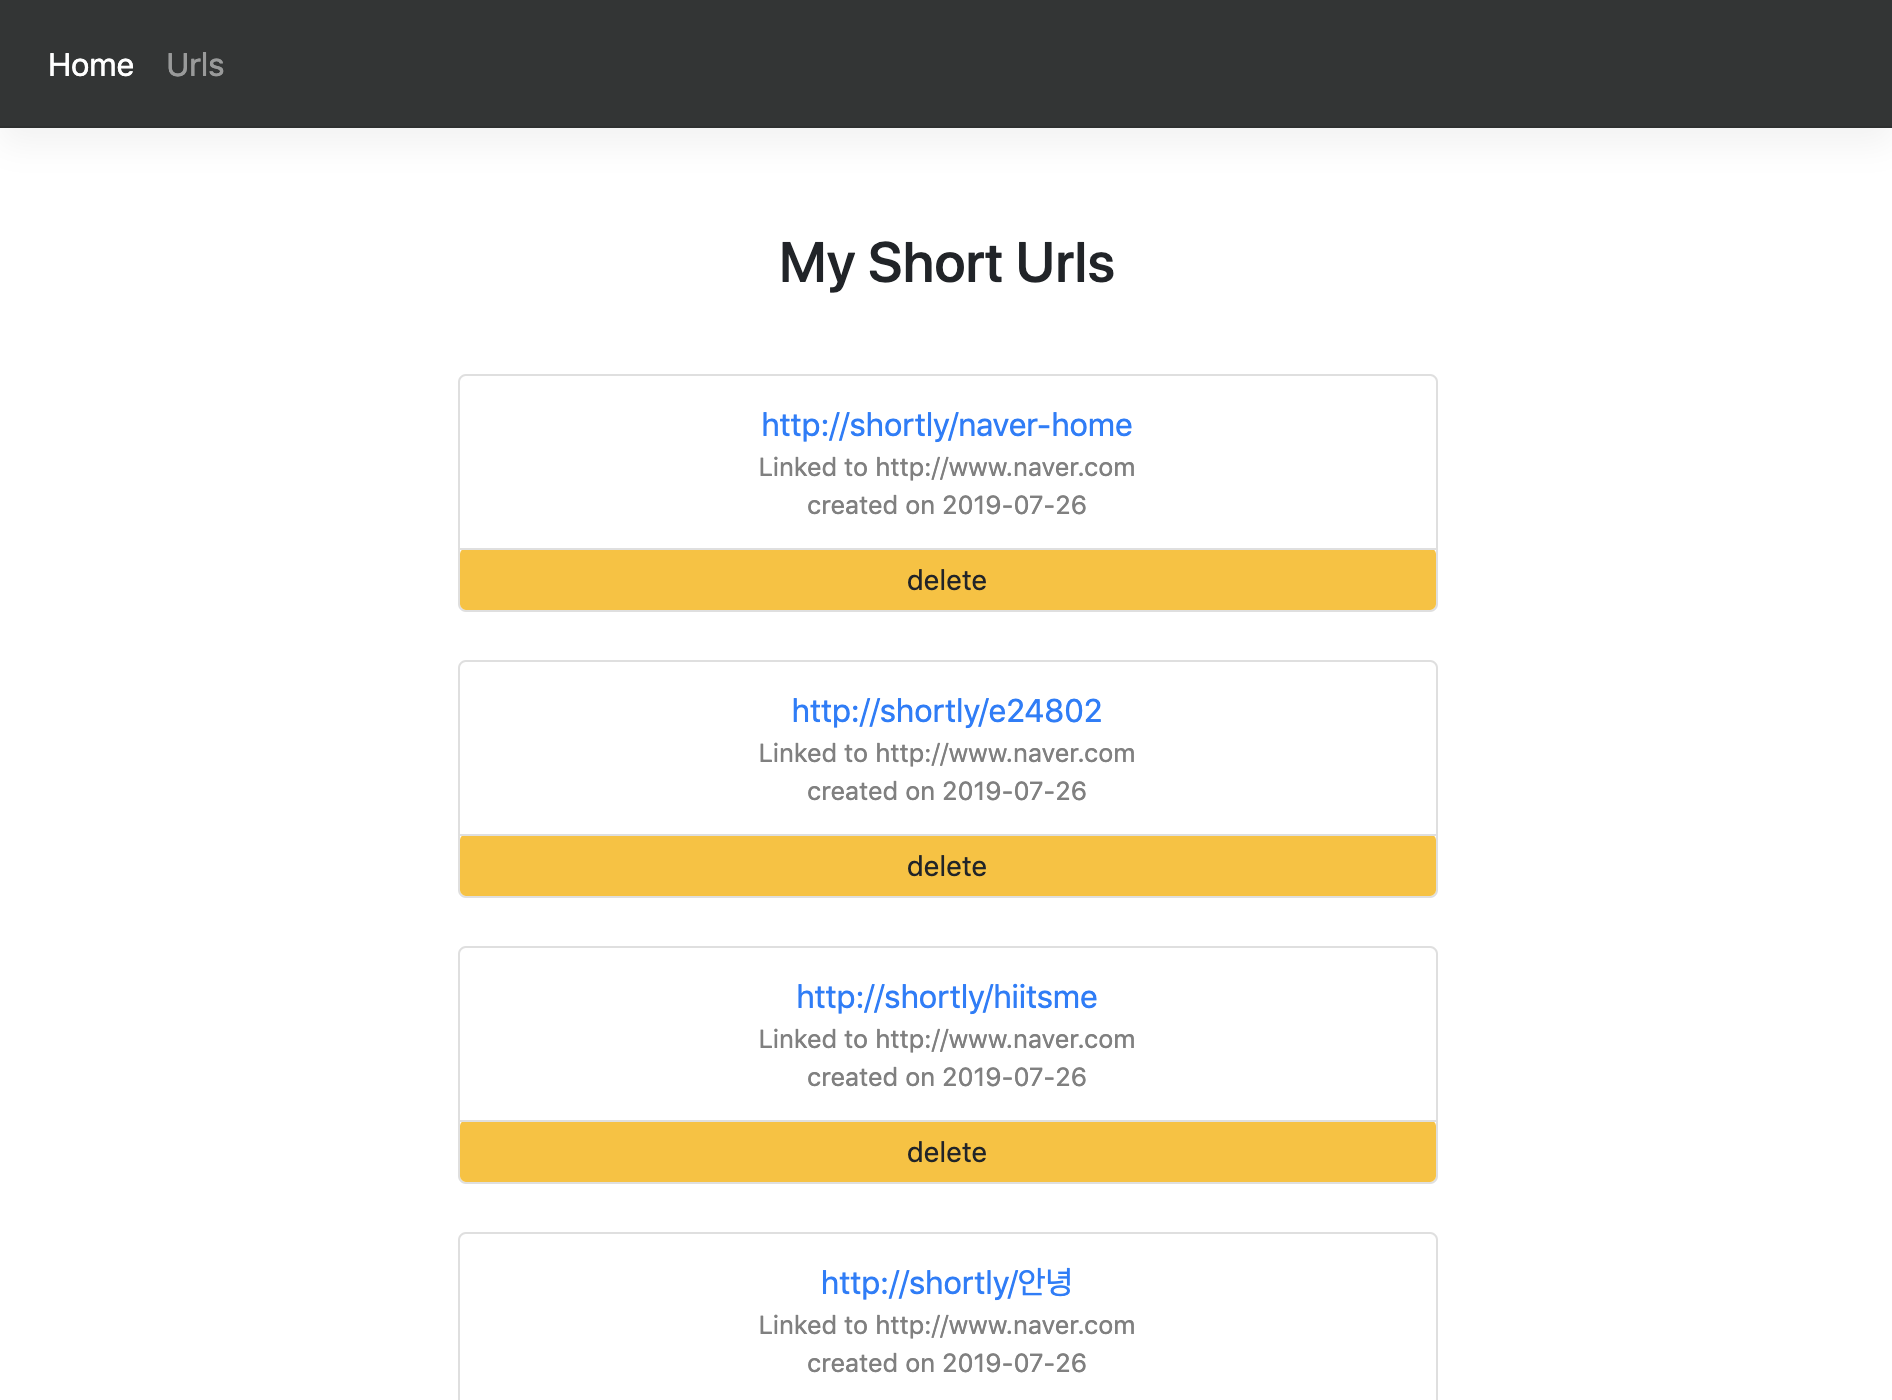 Home Urls
My Short Urls
http://shortly/naver-home
Linked to http://www.naver.com
created on 2019-07-26
delete
http://shortly/e24802
Linked to http://www.naver.com
created on 2019-07-26
delete
http://shortly/hiitsme
Linked to http://www.naver.com
created on 2019-07-26
delete
http://shortly/안녕
Linked to http://www.naver.com
created on 2019-07-26